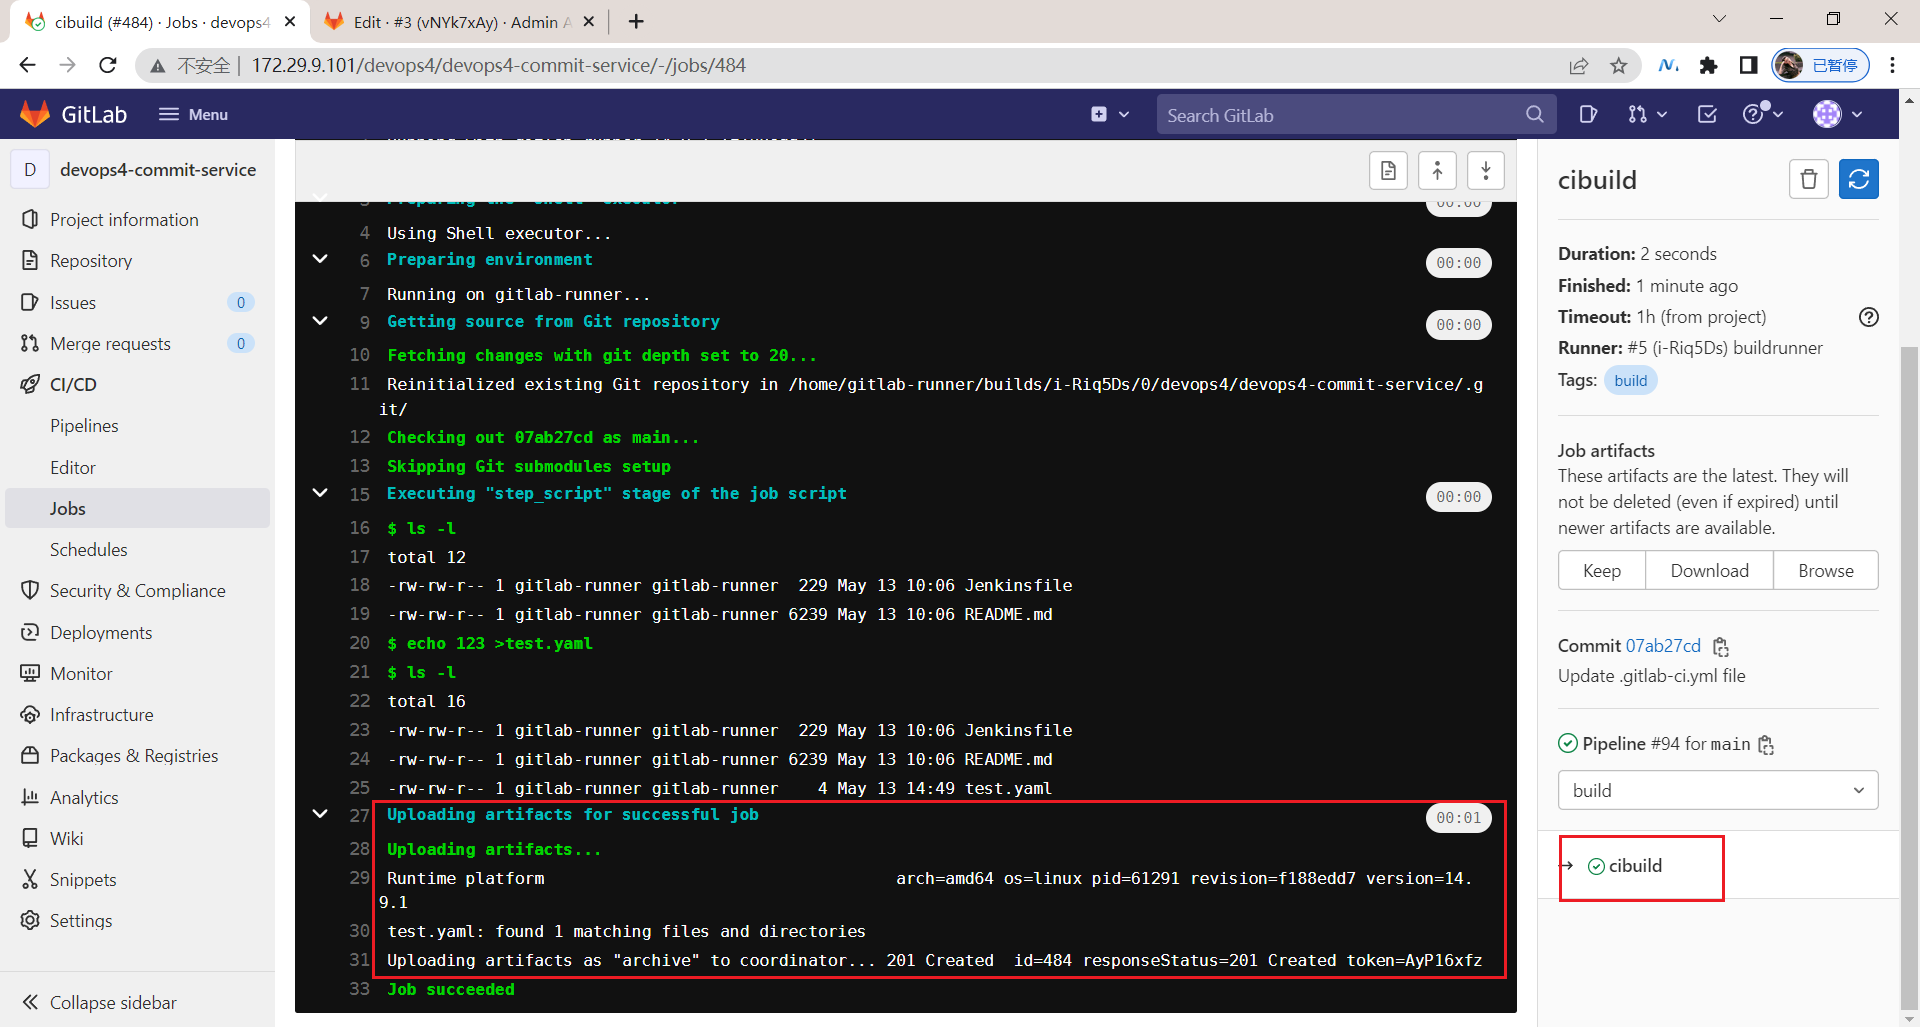 cibuild (#484) · Jobs · devops4
Edit · #3 (vNYk7xAy) · Admin A
不安全
172.29.9.101/devops4/devops4-commit-service/-/jobs/484
已暂停
GitLab
Menu
Search GitLab
D
devops4-commit-service
Project information
Repository
Issues 0
Merge requests 0
CI/CD
Pipelines
Editor
Jobs
Schedules
Security & Compliance
Deployments
Monitor
Infrastructure
Packages & Registries
Analytics
Wiki
Snippets
Settings
Collapse sidebar
3 Preparing the "shell" executor 00:00
4 Using Shell executor...
6 Preparing environment 00:00
7 Running on gitlab-runner...
9 Getting source from Git repository 00:00
10 Fetching changes with git depth set to 20...
11 Reinitialized existing Git repository in /home/gitlab-runner/builds/i-Riq5Ds/0/devops4/devops4-commit-service/.g
it/
12 Checking out 07ab27cd as main...
13 Skipping Git submodules setup
15 Executing "step_script" stage of the job script 00:00
16 $ ls -l
17 total 12
18 -rw-rw-r-- 1 gitlab-runner gitlab-runner  229 May 13 10:06 Jenkinsfile
19 -rw-rw-r-- 1 gitlab-runner gitlab-runner 6239 May 13 10:06 README.md
20 $ echo 123 >test.yaml
21 $ ls -l
22 total 16
23 -rw-rw-r-- 1 gitlab-runner gitlab-runner  229 May 13 10:06 Jenkinsfile
24 -rw-rw-r-- 1 gitlab-runner gitlab-runner 6239 May 13 10:06 README.md
25 -rw-rw-r-- 1 gitlab-runner gitlab-runner    4 May 13 14:49 test.yaml
27 Uploading artifacts for successful job 00:01
28 Uploading artifacts...
29 Runtime platform                                    arch=amd64 os=linux pid=61291 revision=f188edd7 version=14.
9.1
30 test.yaml: found 1 matching files and directories
31 Uploading artifacts as "archive" to coordinator... 201 Created  id=484 responseStatus=201 Created token=AyP16xfz
33 Job succeeded
cibuild
Duration: 2 seconds
Finished: 1 minute ago
Timeout: 1h (from project)
Runner: #5 (i-Riq5Ds) buildrunner
Tags: build
Job artifacts
These artifacts are the latest. They will
not be deleted (even if expired) until
newer artifacts are available.
Keep Download Browse
Commit 07ab27cd
Update .gitlab-ci.yml file
Pipeline #94 for main
build
→ cibuild